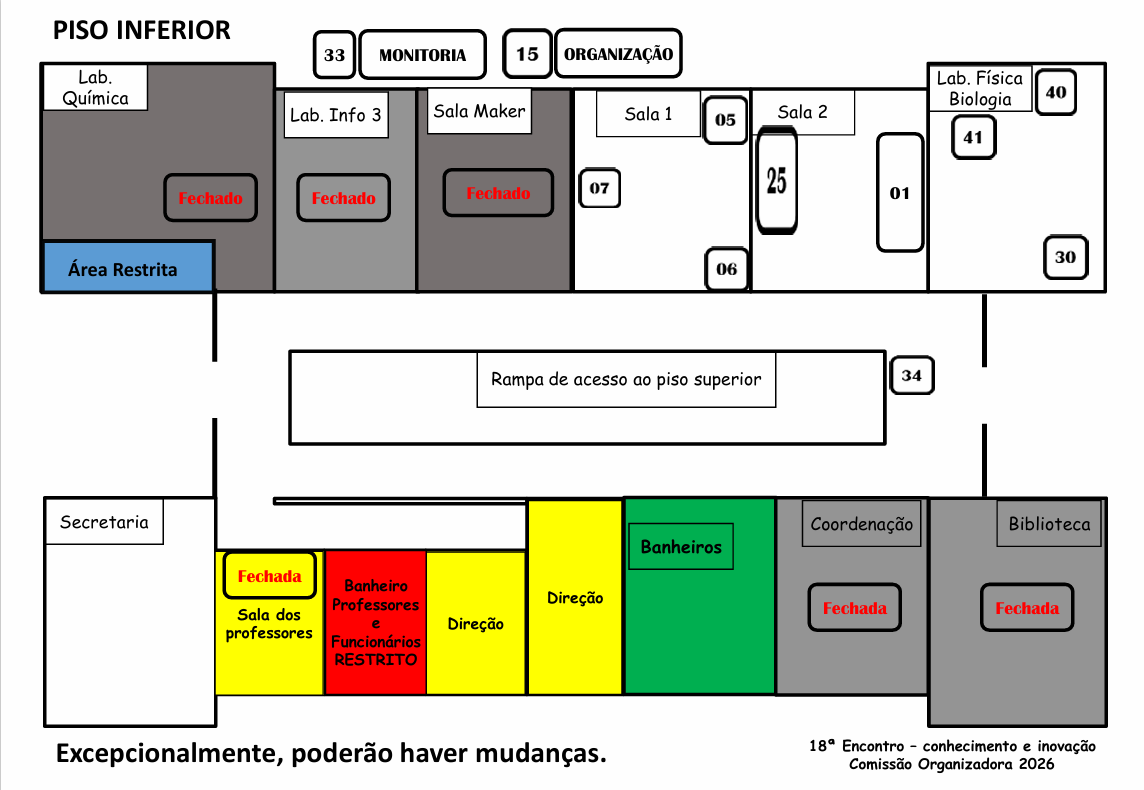 PISO INFERIOR
33 MONITORIA 15 ORGANIZAÇÃO
Lab.
Química
Lab. Info 3
Sala Maker
Sala 1
05
Sala 2
Lab. Física
Biologia
40
41
Fechado
Fechado
Fechado
07
25
01
06
30
Área Restrita
Rampa de acesso ao piso superior
34
Secretaria
Fechada
Sala dos
professores
Banheiro
Professores
e
Funcionários
RESTRITO
Direção
Direção
Banheiros
Coordenação
Fechada
Biblioteca
Fechada
Excepcionalmente, poderão haver mudanças.
18ª Encontro – conhecimento e inovação
Comissão Organizadora 2026